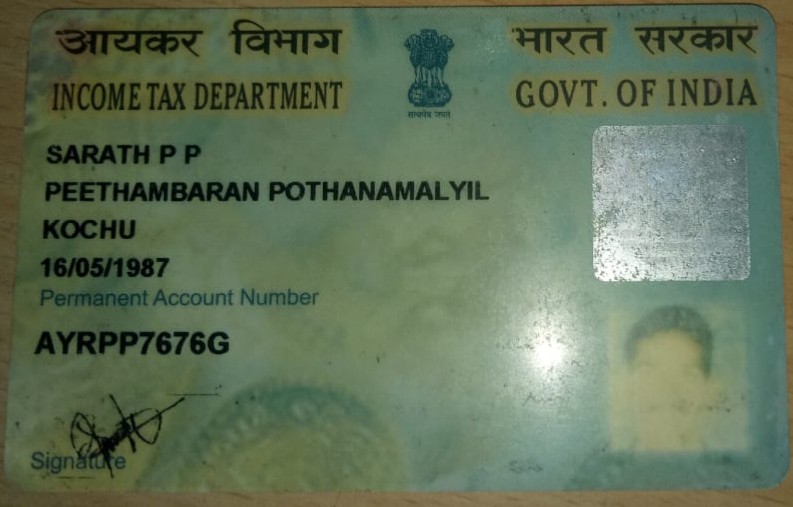 आयकर विभाग
भारत सरकार
सत्यमेव जयते
INCOME TAX DEPARTMENT
GOVT. OF INDIA
SARATH P P
PEETHAMBARAN POTHANAMALYIL
KOCHU
16/05/1987
Permanent Account Number
AYRPP7676G
Signature